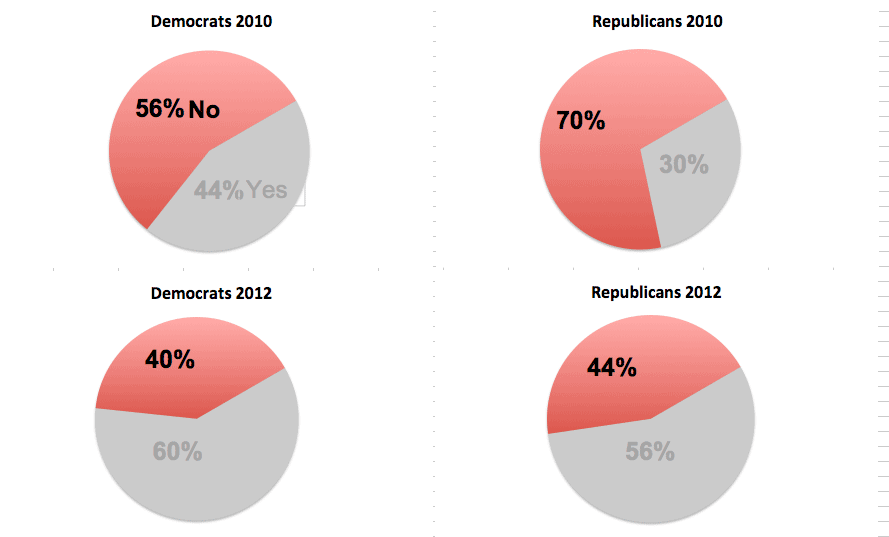 Democrats 2010
56% No
44% Yes
Republicans 2010
70%
30%
Democrats 2012
40%
60%
Republicans 2012
44%
56%